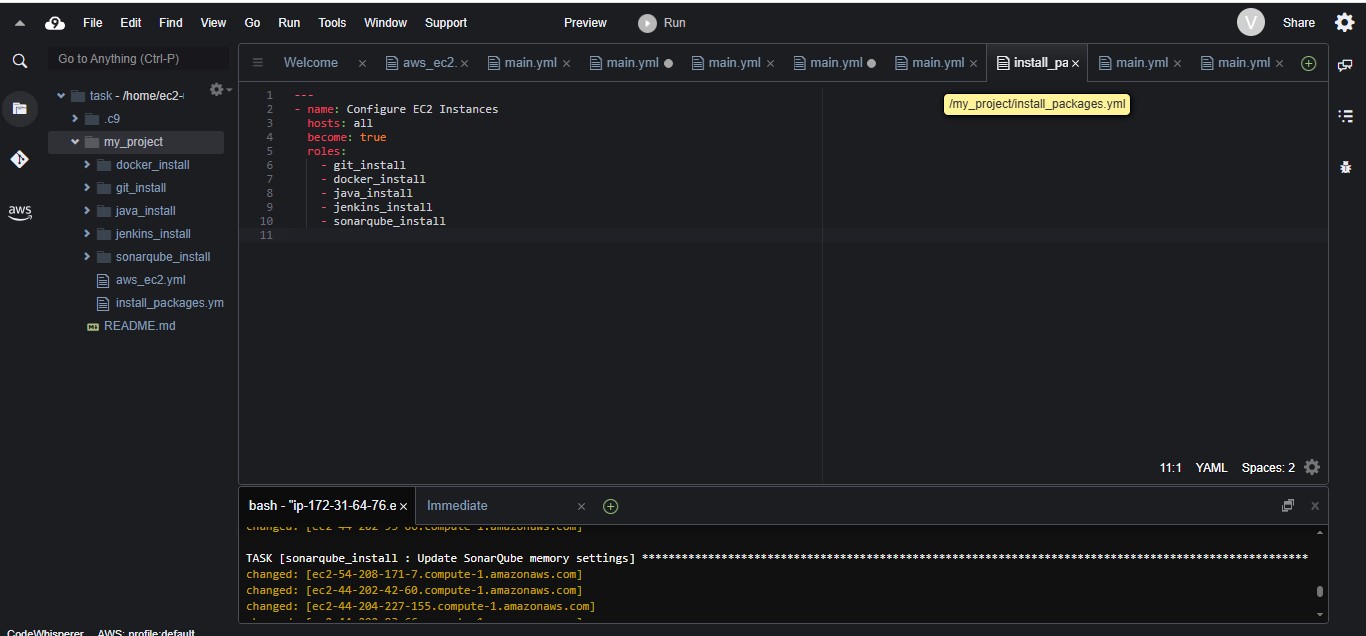 File Edit Find View Go Run Tools Window Support Preview Run V Share
Go to Anything (Ctrl-P)
Welcome
aws_ec2.
main.yml
main.yml
main.yml
main.yml
main.yml
install_pa
main.yml
main.yml
/my_project/install_packages.yml
task - /home/ec2-
.c9
my_project
docker_install
git_install
java_install
jenkins_install
sonarqube_install
aws_ec2.yml
install_packages.ym
README.md
aws
1 ---
2 - name: Configure EC2 Instances
3 hosts: all
4 become: true
5 roles:
6 - git_install
7 - docker_install
8 - java_install
9 - jenkins_install
10 - sonarqube_install
11
11:1 YAML Spaces: 2
bash - "ip-172-31-64-76.e
Immediate
TASK [sonarqube_install : Update SonarQube memory settings] *****************************************************************************************************
changed: [ec2-54-208-171-7.compute-1.amazonaws.com]
changed: [ec2-44-202-42-60.compute-1.amazonaws.com]
changed: [ec2-44-204-227-155.compute-1.amazonaws.com]
CodeWhisperer AWS: profile:default